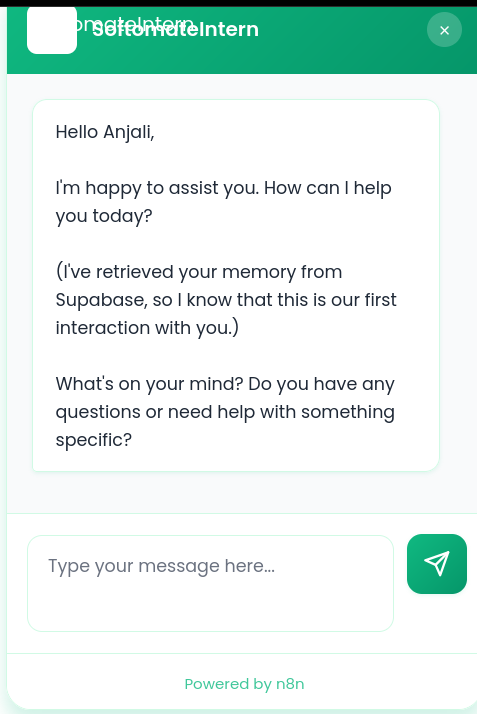 omateIntern
SoftomateIntern
×
Hello Anjali,
I'm happy to assist you. How can I help
you today?
(I've retrieved your memory from
Supabase, so I know that this is our first
interaction with you.)
What's on your mind? Do you have any
questions or need help with something
specific?
Type your message here...
Powered by n8n